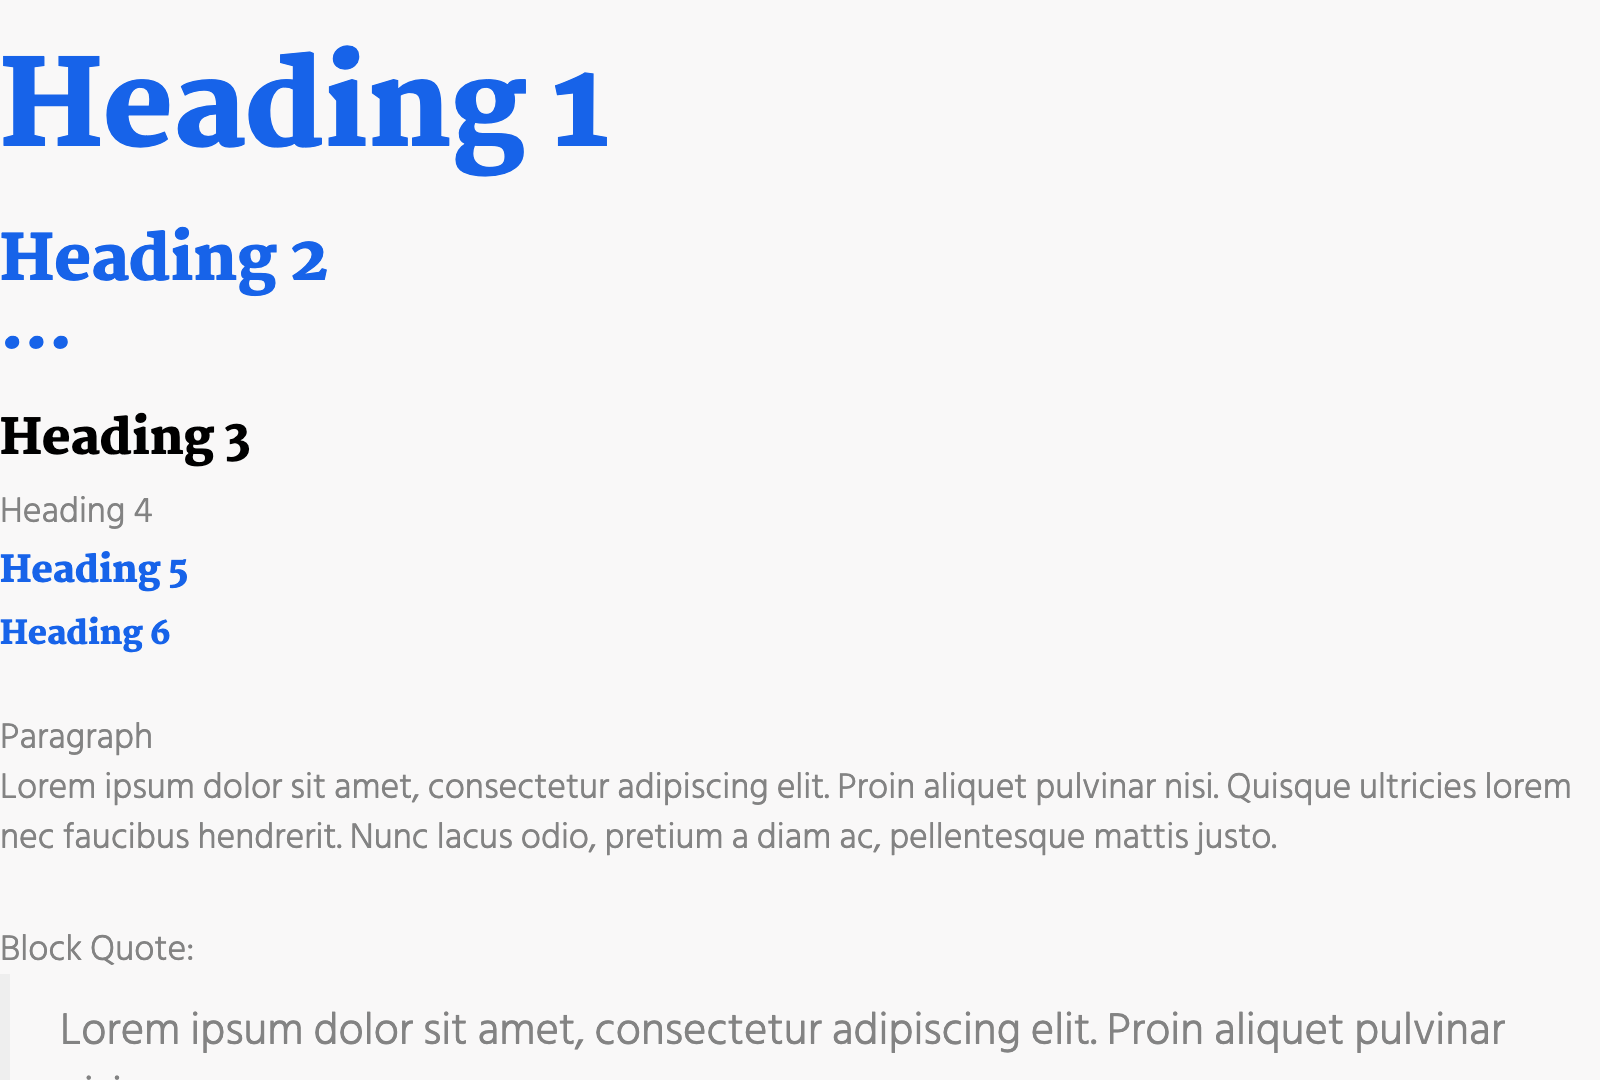 Heading 1
Heading 2
...
Heading 3
Heading 4
Heading 5
Heading 6
Paragraph
Lorem ipsum dolor sit amet, consectetur adipiscing elit. Proin aliquet pulvinar nisi. Quisque ultricies lorem
nec faucibus hendrerit. Nunc lacus odio, pretium a diam ac, pellentesque mattis justo.
Block Quote:
Lorem ipsum dolor sit amet, consectetur adipiscing elit. Proin aliquet pulvinar